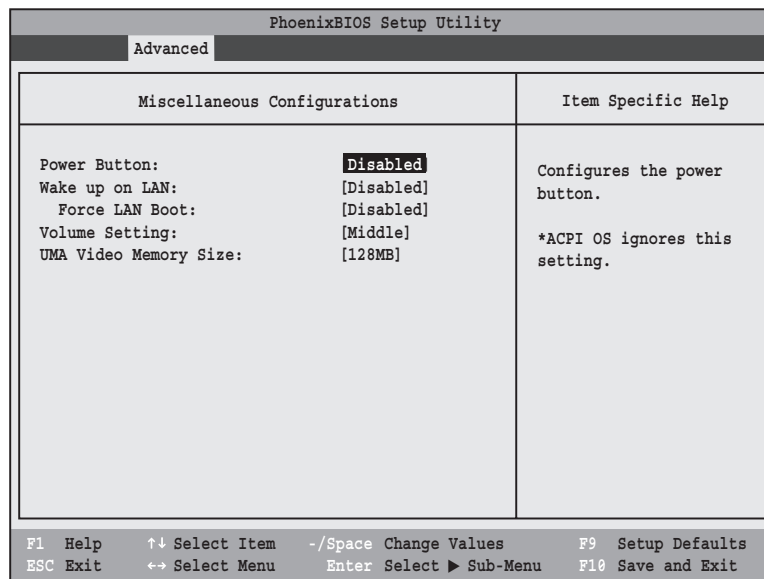 PhoenixBIOS Setup Utility
Advanced
Miscellaneous Configurations
Item Specific Help
Power Button: Disabled
Wake up on LAN: [Disabled]
Force LAN Boot: [Disabled]
Volume Setting: [Middle]
UMA Video Memory Size: [128MB]
Configures the power
button.
*ACPI OS ignores this
setting.
F1 Help ↑↓ Select Item -/Space Change Values F9 Setup Defaults
ESC Exit ←→ Select Menu Enter Select ▶ Sub-Menu F10 Save and Exit